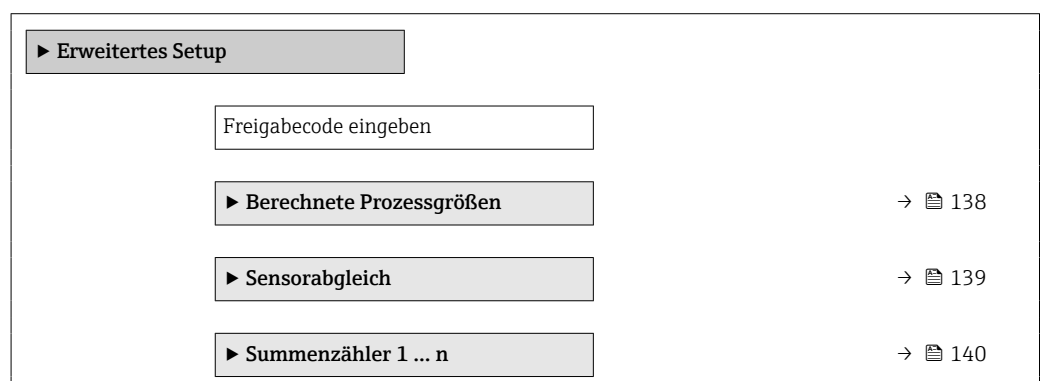 ▶ Erweitertes Setup
Freigabecode eingeben
▶ Berechnete Prozessgrößen → 138
▶ Sensorabgleich → 139
▶ Summenzähler 1 … n → 140